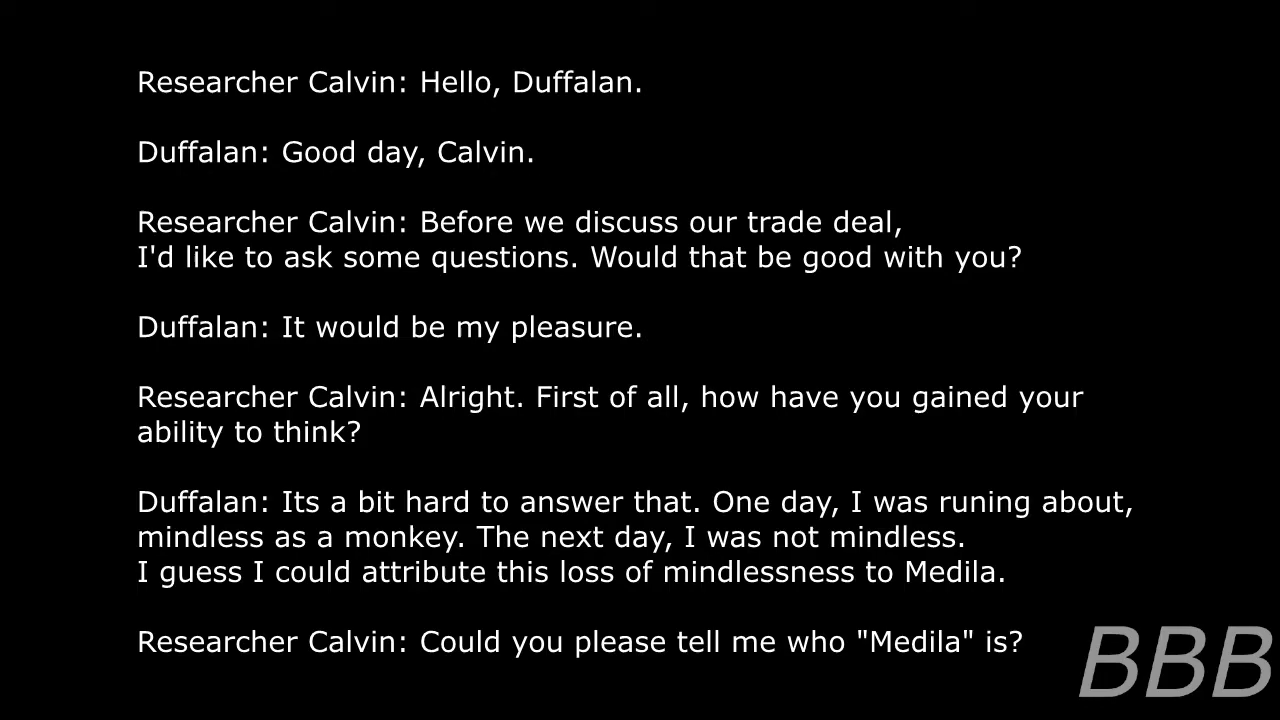 Researcher Calvin: Hello, Duffalan.
Duffalan: Good day, Calvin.
Researcher Calvin: Before we discuss our trade deal,
I'd like to ask some questions. Would that be good with you?
Duffalan: It would be my pleasure.
Researcher Calvin: Alright. First of all, how have you gained your
ability to think?
Duffalan: Its a bit hard to answer that. One day, I was runing about,
mindless as a monkey. The next day, I was not mindless.
I guess I could attribute this loss of mindlessness to Medila.
Researcher Calvin: Could you please tell me who "Medila" is?
BBB